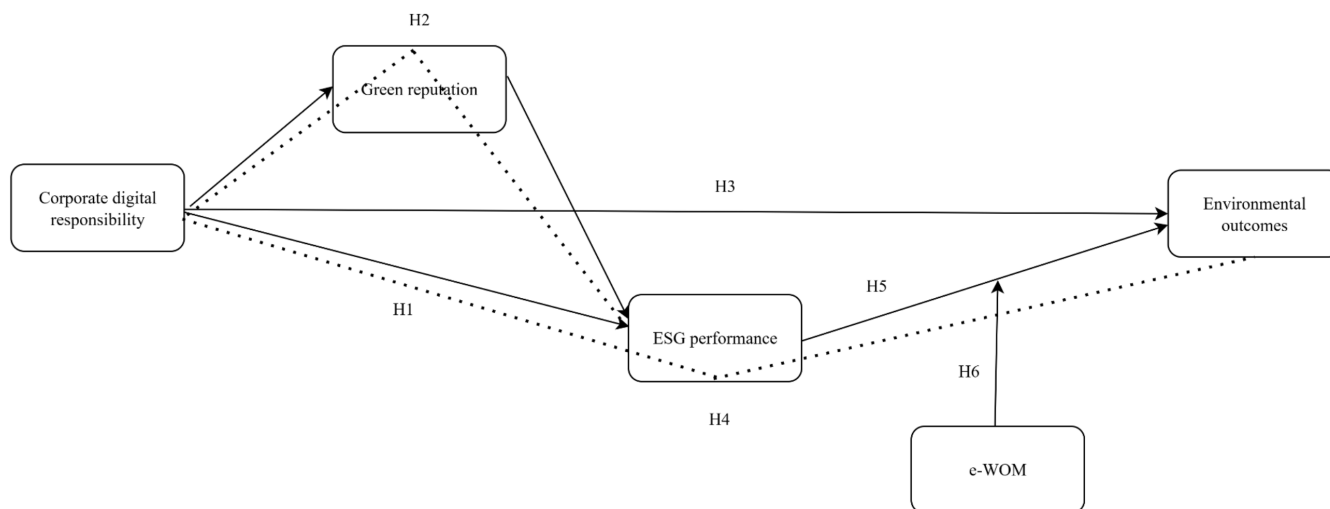 H2
Green reputation
Corporate digital
responsibility
H3
Environmental
outcomes
H1
H5
ESG performance
H6
H4
e-WOM